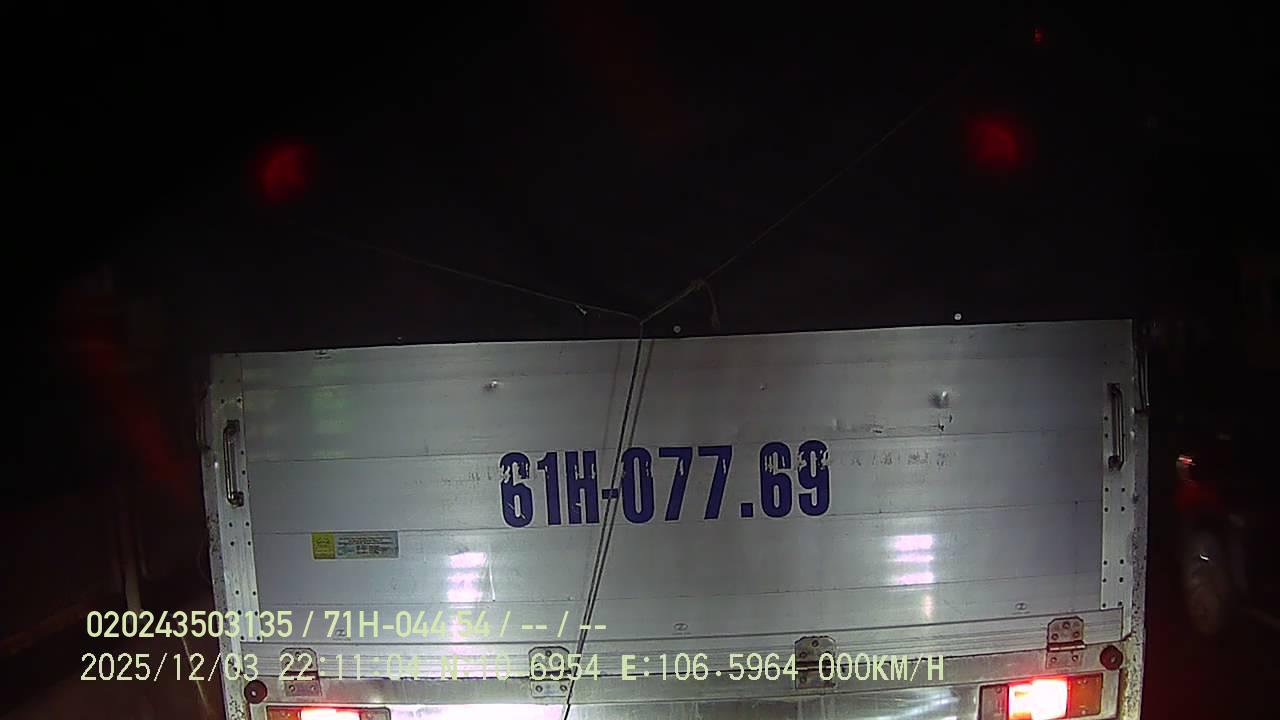 61H-077.69
020243503135 / 71H-044 54 / -- / --
2025/12/03 22:11:04 N:10.6954 E:106.5964 000KM/H